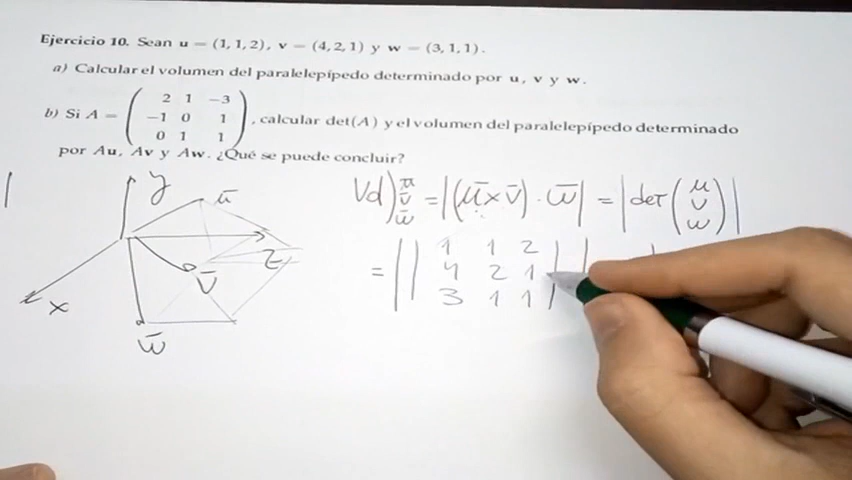 Ejercicio 10. Sean u = (1, 1, 2), v = (4, 2, 1) y w = (3, 1, 1).
a) Calcular el volumen del paralelepípedo determinado por u, v y w.
b) Si A = ( 2 1 −3
−1 0 1
0 1 1 ) , calcular det(A) y el volumen del paralelepípedo determinado
por Au, Av y Aw. ¿Qué se puede concluir?
y
ū
z
v̄
x
w̄
Vol) ū v̄ w̄ = |(ū × v̄) · w̄| = |det ( u v w )|
= | | 1 1 2
4 2 1
3 1 1 | |